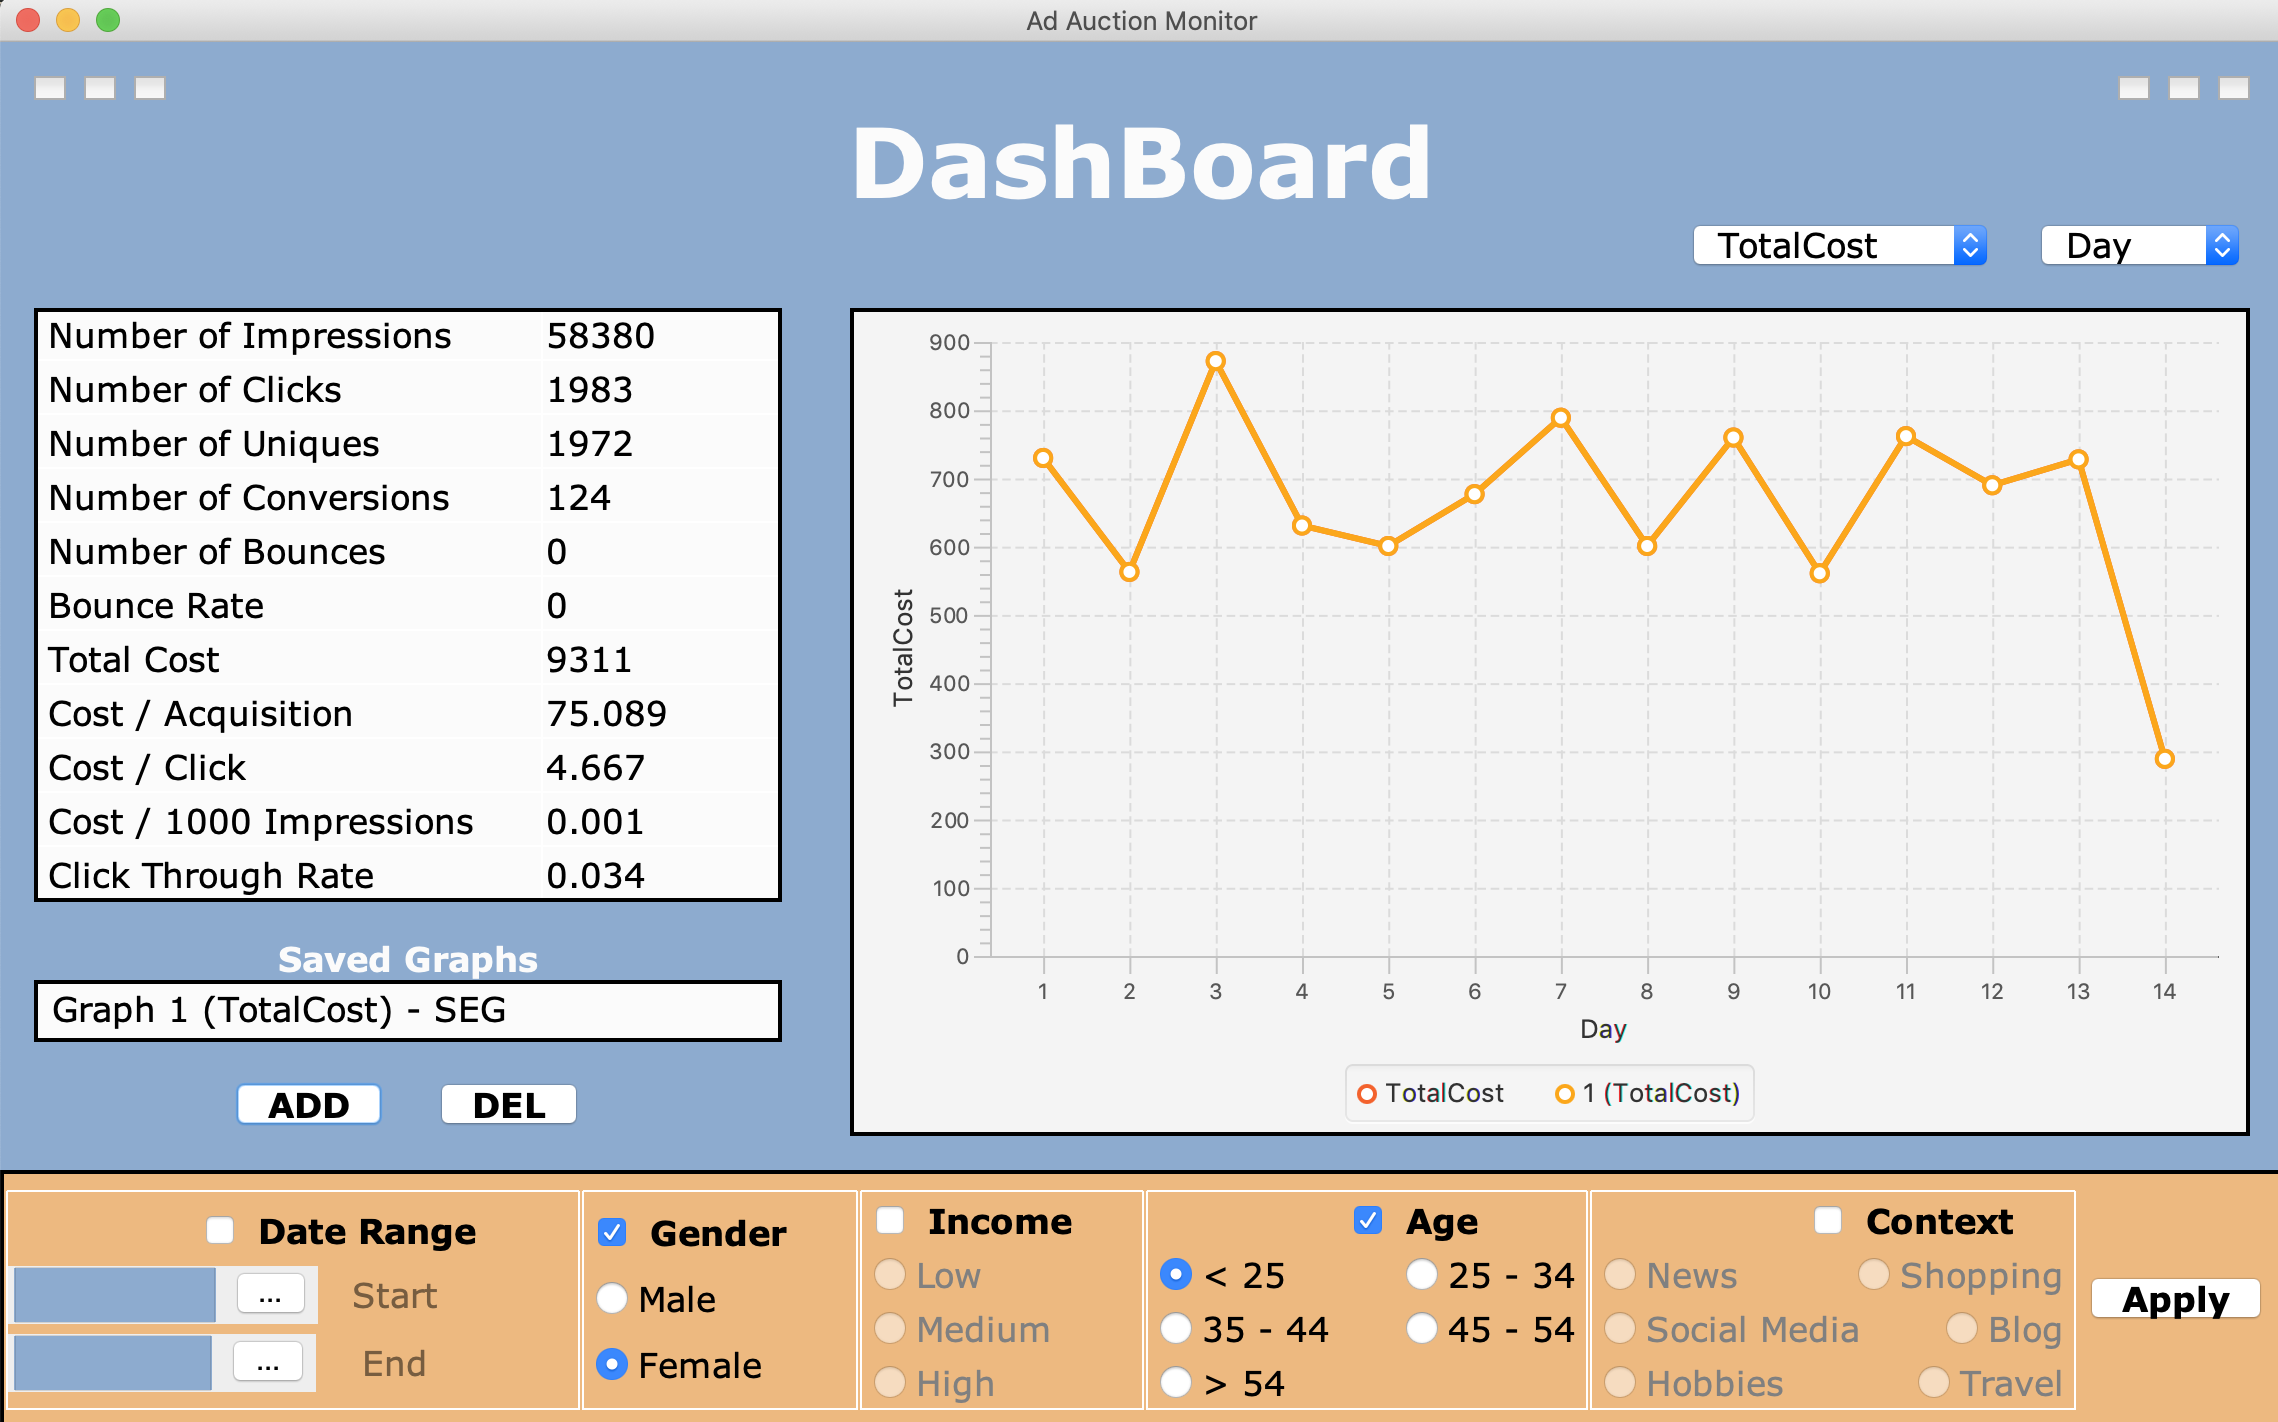 Ad Auction Monitor
DashBoard
TotalCost Day
Number of Impressions 58380
Number of Clicks 1983
Number of Uniques 1972
Number of Conversions 124
Number of Bounces 0
Bounce Rate 0
Total Cost 9311
Cost / Acquisition 75.089
Cost / Click 4.667
Cost / 1000 Impressions 0.001
Click Through Rate 0.034
Saved Graphs
Graph 1 (TotalCost) - SEG
ADD DEL
900
800
700
600
500
400
300
200
100
0
TotalCost
1 2 3 4 5 6 7 8 9 10 11 12 13 14
Day
TotalCost 1 (TotalCost)
Date Range
... Start
... End
Gender
Male
Female
Income
Low
Medium
High
Age
< 25 25 - 34
35 - 44 45 - 54
> 54
Context
News Shopping
Social Media Blog
Hobbies Travel
Apply